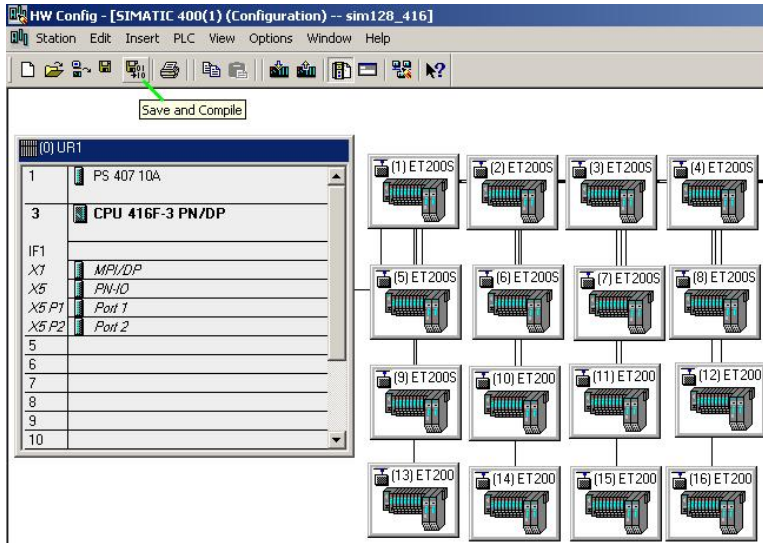 HW Config - [SIMATIC 400(1) (Configuration) -- sim128_416]
Station Edit Insert PLC View Options Window Help
Save and Compile
(0) UR1
1 PS 407 10A
3 CPU 416F-3 PN/DP
IF1
X1 MPI/DP
X5 PN-IO
X5 P1 Port 1
X5 P2 Port 2
5
6
7
8
9
10
(1) ET200S (2) ET200S (3) ET200S (4) ET200S
(5) ET200S (6) ET200S (7) ET200S (8) ET200S
(9) ET200S (10) ET200 (11) ET200 (12) ET200
(13) ET200 (14) ET200 (15) ET200 (16) ET200